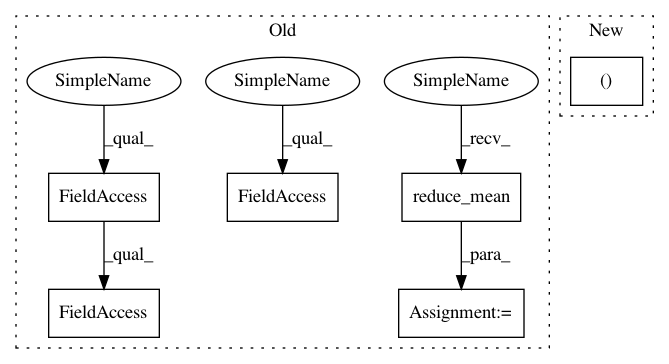 Old
New
SimpleName
SimpleName
SimpleName
()
_qual_
_qual_
_recv_
FieldAccess
FieldAccess
reduce_mean
_qual_
_para_
FieldAccess
Assignment:=